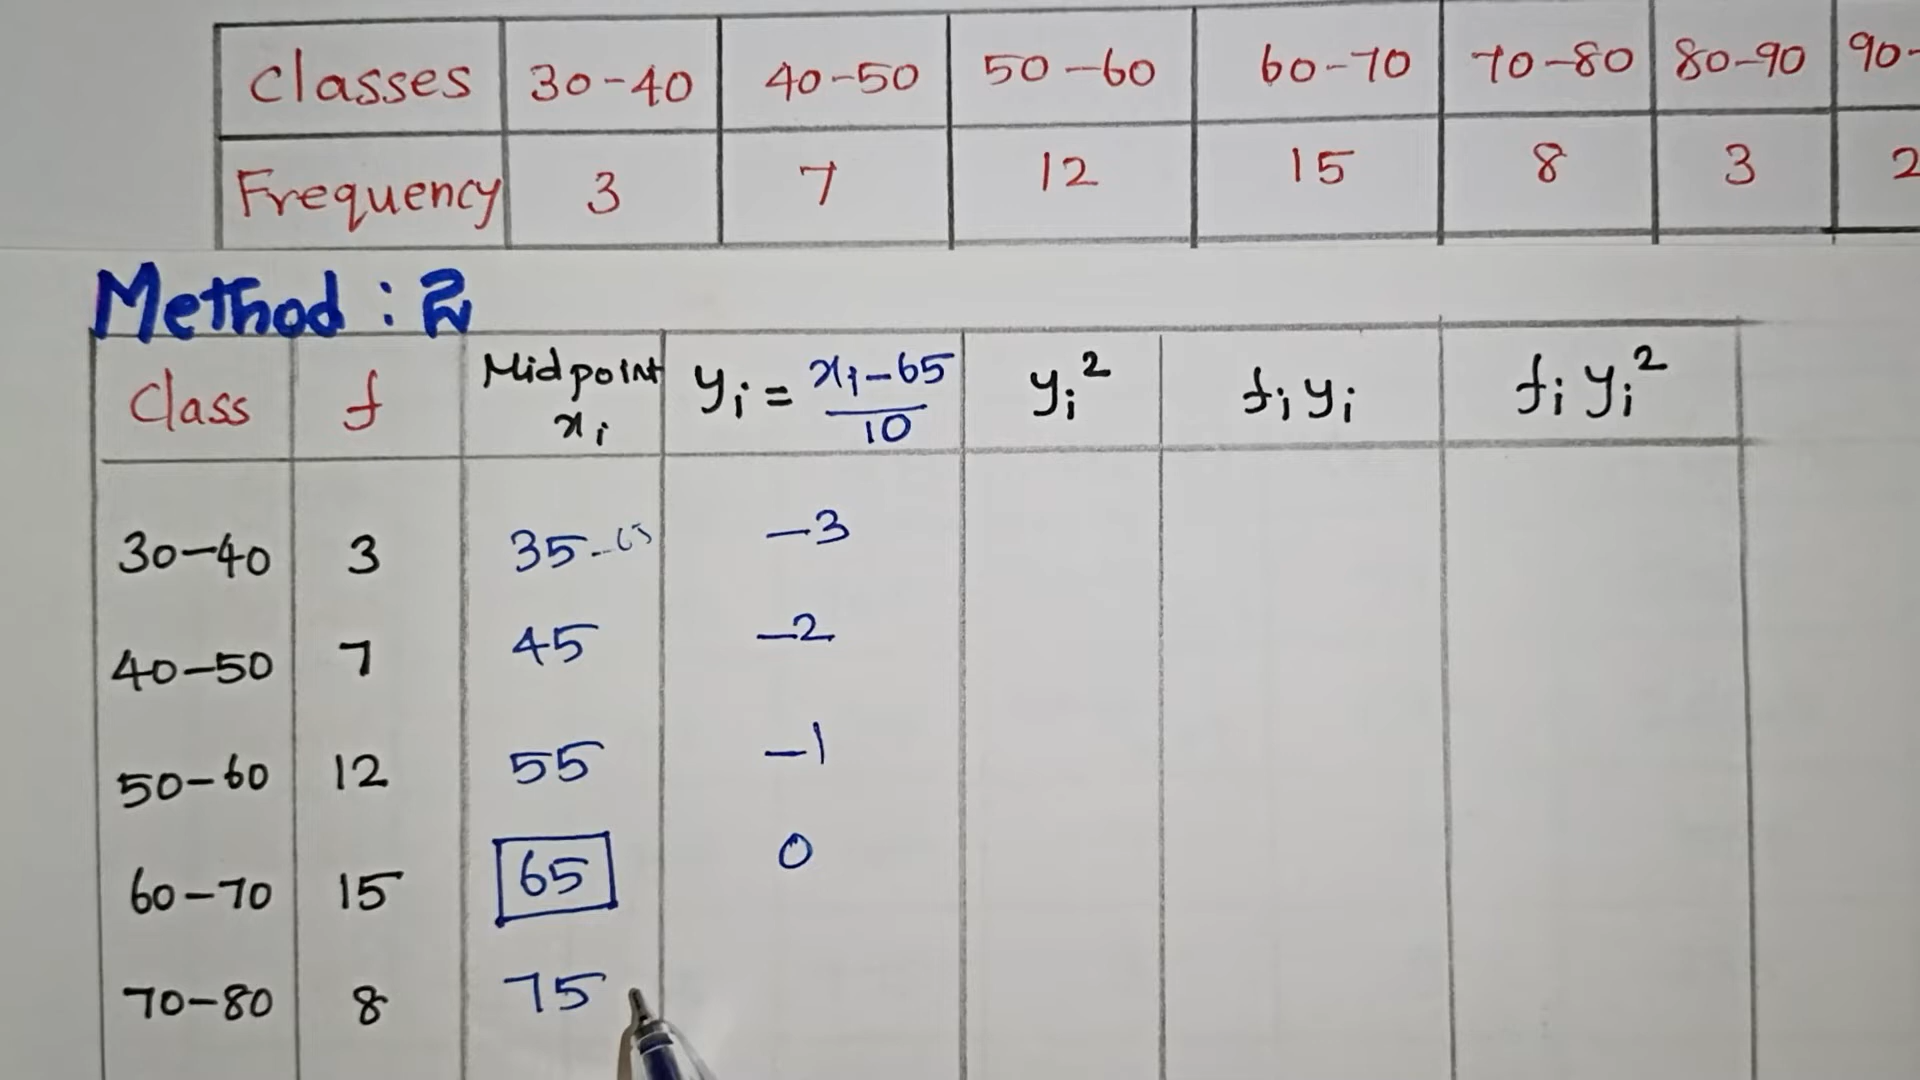 Classes 30-40 40-50 50-60 60-70 70-80 80-90 90-
Frequency 3 7 12 15 8 3 2
Method : 2
Class f Midpoint xi yi = xi-65/10 yi² fiyi fiyi²
30-40 3 35-65 -3
40-50 7 45 -2
50-60 12 55 -1
60-70 15 65 0
70-80 8 75